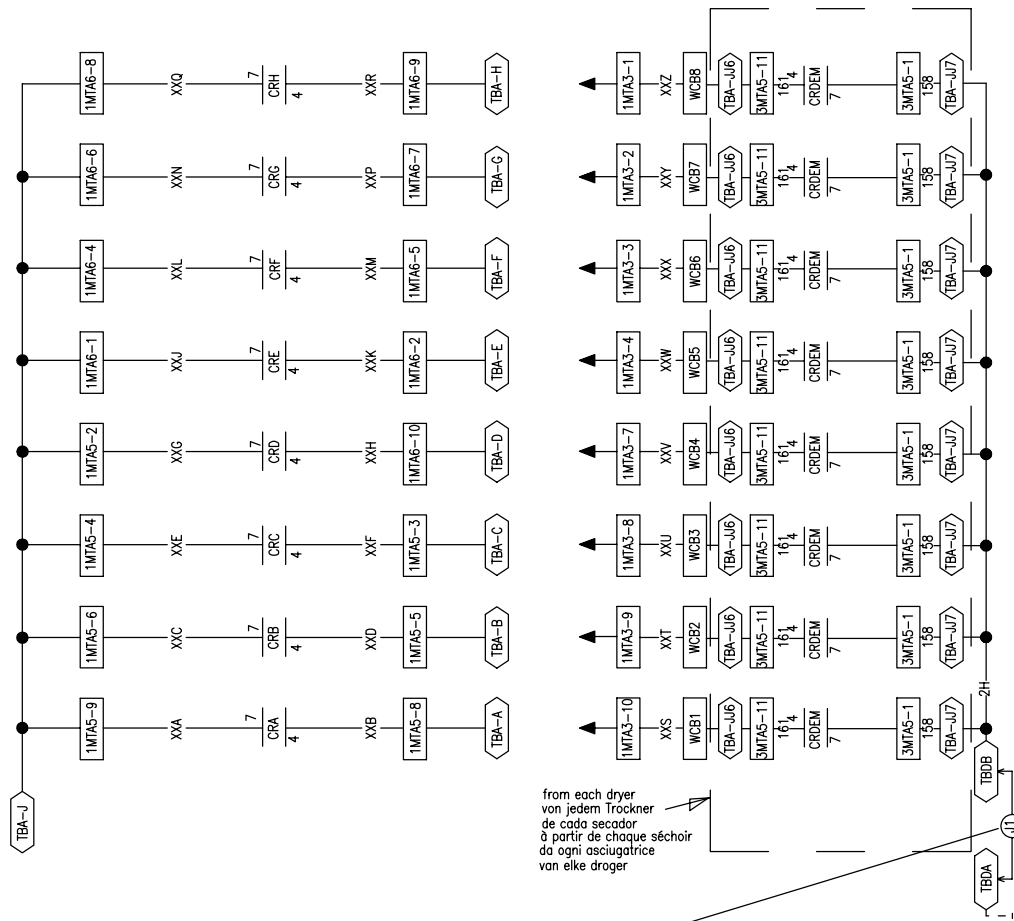 1MTA6-8
XXQ
7
CRH
4
XXR
1MTA6-9
TBA-H
1MTA3-1
XXZ
WCB8
TBA-JJ6
3MTA5-11
161
4
CRDEM
7
3MTA5-1
158
TBA-JJ7
1MTA6-6
XXN
7
CRG
4
XXP
1MTA6-7
TBA-G
1MTA3-2
XXY
WCB7
TBA-JJ6
3MTA5-11
161
4
CRDEM
7
3MTA5-1
158
TBA-JJ7
1MTA6-4
XXL
7
CRF
4
XXM
1MTA6-5
TBA-F
1MTA3-3
XXX
WCB6
TBA-JJ6
3MTA5-11
161
4
CRDEM
7
3MTA5-1
158
TBA-JJ7
1MTA6-1
XXJ
7
CRE
4
XXK
1MTA6-2
TBA-E
1MTA3-4
XXW
WCB5
TBA-JJ6
3MTA5-11
161
4
CRDEM
7
3MTA5-1
158
TBA-JJ7
1MTA5-2
XXG
7
CRD
4
XXH
1MTA6-10
TBA-D
1MTA3-7
XXV
WCB4
TBA-JJ6
3MTA5-11
161
4
CRDEM
7
3MTA5-1
158
TBA-JJ7
1MTA5-4
XXE
7
CRC
4
XXF
1MTA5-3
TBA-C
1MTA3-8
XXU
WCB3
TBA-JJ6
3MTA5-11
161
4
CRDEM
7
3MTA5-1
158
TBA-JJ7
1MTA5-6
XXC
7
CRB
4
XXD
1MTA5-5
TBA-B
1MTA3-9
XXT
WCB2
TBA-JJ6
3MTA5-11
161
4
CRDEM
7
3MTA5-1
158
TBA-JJ7
1MTA5-9
XXA
7
CRA
4
XXB
1MTA5-8
TBA-A
1MTA3-10
XXS
WCB1
TBA-JJ6
3MTA5-11
161
4
CRDEM
7
3MTA5-1
158
TBA-JJ7
2H
TBA-J
from each dryer
von jedem Trockner
de cada secador
à partir de chaque séchoir
da ogni asciugatrice
van elke droger
TBDB
J1
TBDA